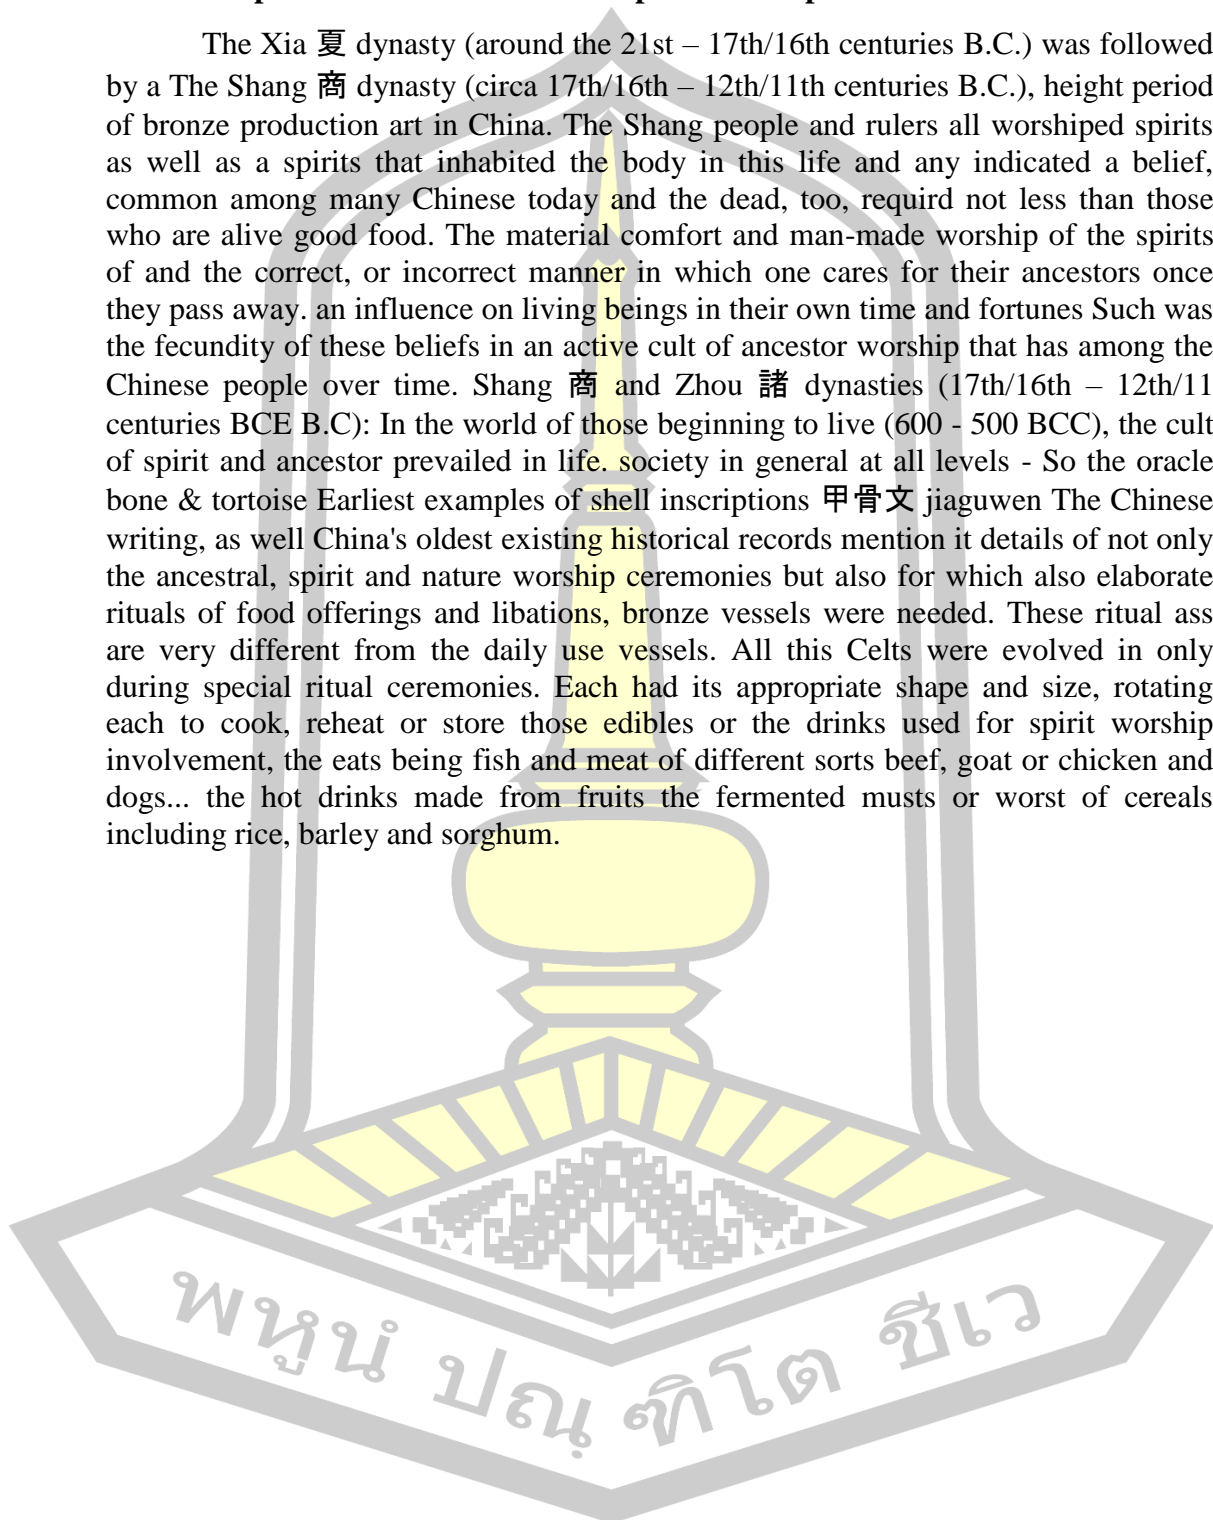 The Xia 夏 dynasty (around the 21st – 17th/16th centuries B.C.) was followed
by a The Shang 商 dynasty (circa 17th/16th – 12th/11th centuries B.C.), height period
of bronze production art in China. The Shang people and rulers all worshiped spirits
as well as a spirits that inhabited the body in this life and any indicated a belief,
common among many Chinese today and the dead, too, requird not less than those
who are alive good food. The material comfort and man-made worship of the spirits
of and the correct, or incorrect manner in which one cares for their ancestors once
they pass away. an influence on living beings in their own time and fortunes Such was
the fecundity of these beliefs in an active cult of ancestor worship that has among the
Chinese people over time. Shang 商 and Zhou 諸 dynasties (17th/16th – 12th/11
centuries BCE B.C): In the world of those beginning to live (600 - 500 BCC), the cult
of spirit and ancestor prevailed in life. society in general at all levels - So the oracle
bone & tortoise Earliest examples of shell inscriptions 甲骨文 jiaguwen The Chinese
writing, as well China's oldest existing historical records mention it details of not only
the ancestral, spirit and nature worship ceremonies but also for which also elaborate
rituals of food offerings and libations, bronze vessels were needed. These ritual ass
are very different from the daily use vessels. All this Celts were evolved in only
during special ritual ceremonies. Each had its appropriate shape and size, rotating
each to cook, reheat or store those edibles or the drinks used for spirit worship
involvement, the eats being fish and meat of different sorts beef, goat or chicken and
dogs... the hot drinks made from fruits the fermented musts or worst of cereals
including rice, barley and sorghum.
พหูนํ ปณฺฑิโต ชีเว